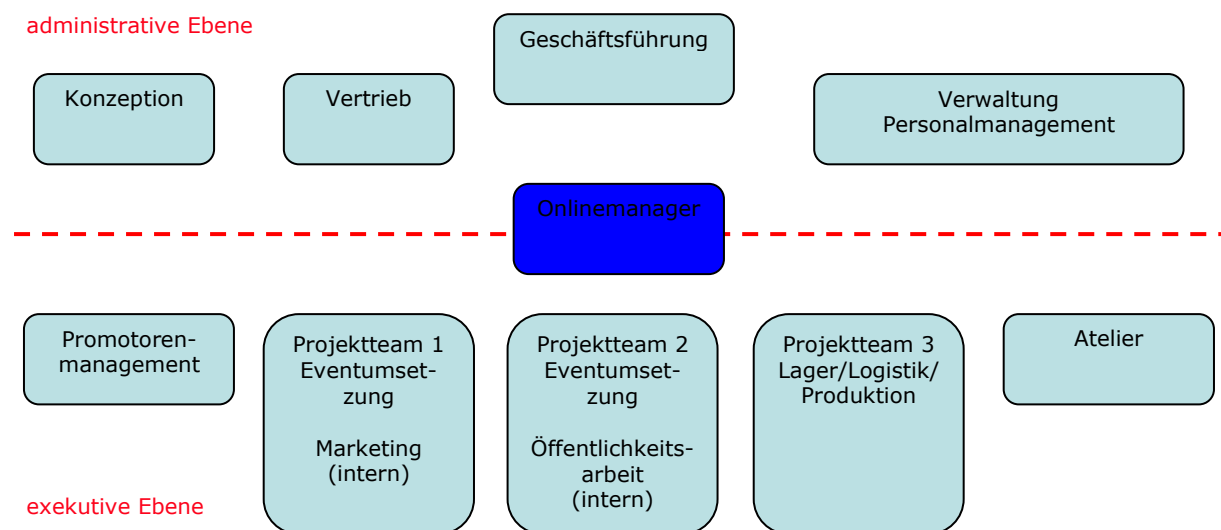 administrative Ebene
Geschäftsführung
Konzeption
Vertrieb
Verwaltung
Personalmanagement
Onlinemanager
Promotoren-
management
Projektteam 1
Eventumset-
zung
Marketing
(intern)
Projektteam 2
Eventumset-
zung
Öffentlichkeits-
arbeit
(intern)
Projektteam 3
Lager/Logistik/
Produktion
Atelier
exekutive Ebene